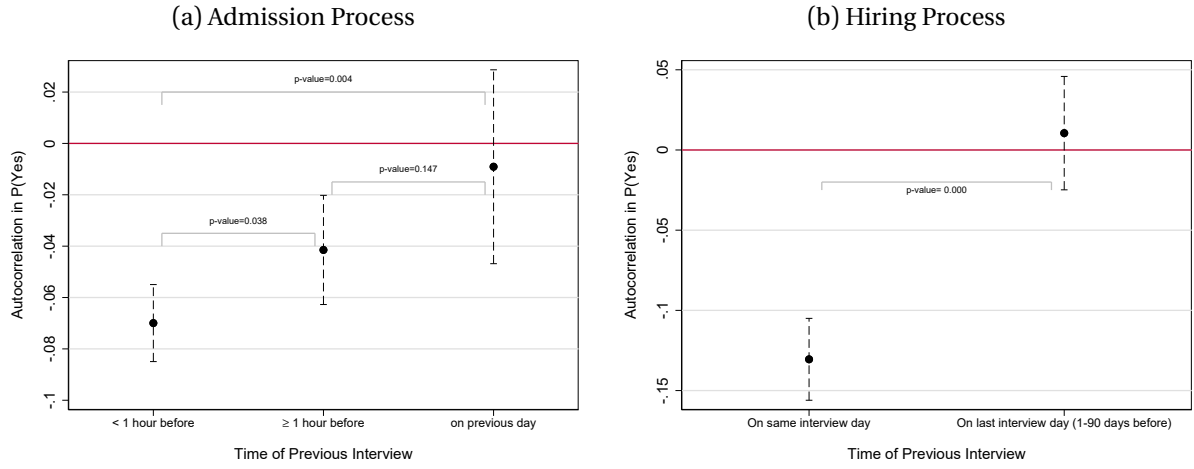 (a) Admission Process
Autocorrelation in P(Yes)
.02
0
-.02
-.04
-.06
-.08
-.1
p-value=0.004
p-value=0.147
p-value=0.038
< 1 hour before
≥ 1 hour before
on previous day
Time of Previous Interview
(b) Hiring Process
Autocorrelation in P(Yes)
.05
0
-.05
-.1
-.15
p-value= 0.000
On same interview day
On last interview day (1-90 days before)
Time of Previous Interview